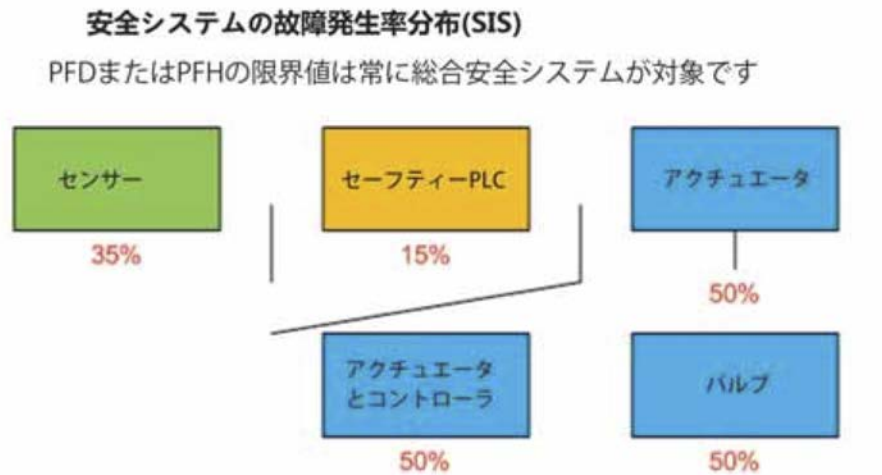 安全システムの故障発生率分布(SIS)
PFDまたはPFHの限界値は常に総合安全システムが対象です
センサー
セーフティーPLC
アクチュエータ
35%
15%
50%
アクチュエータ
とコントローラ
バルブ
50%
50%